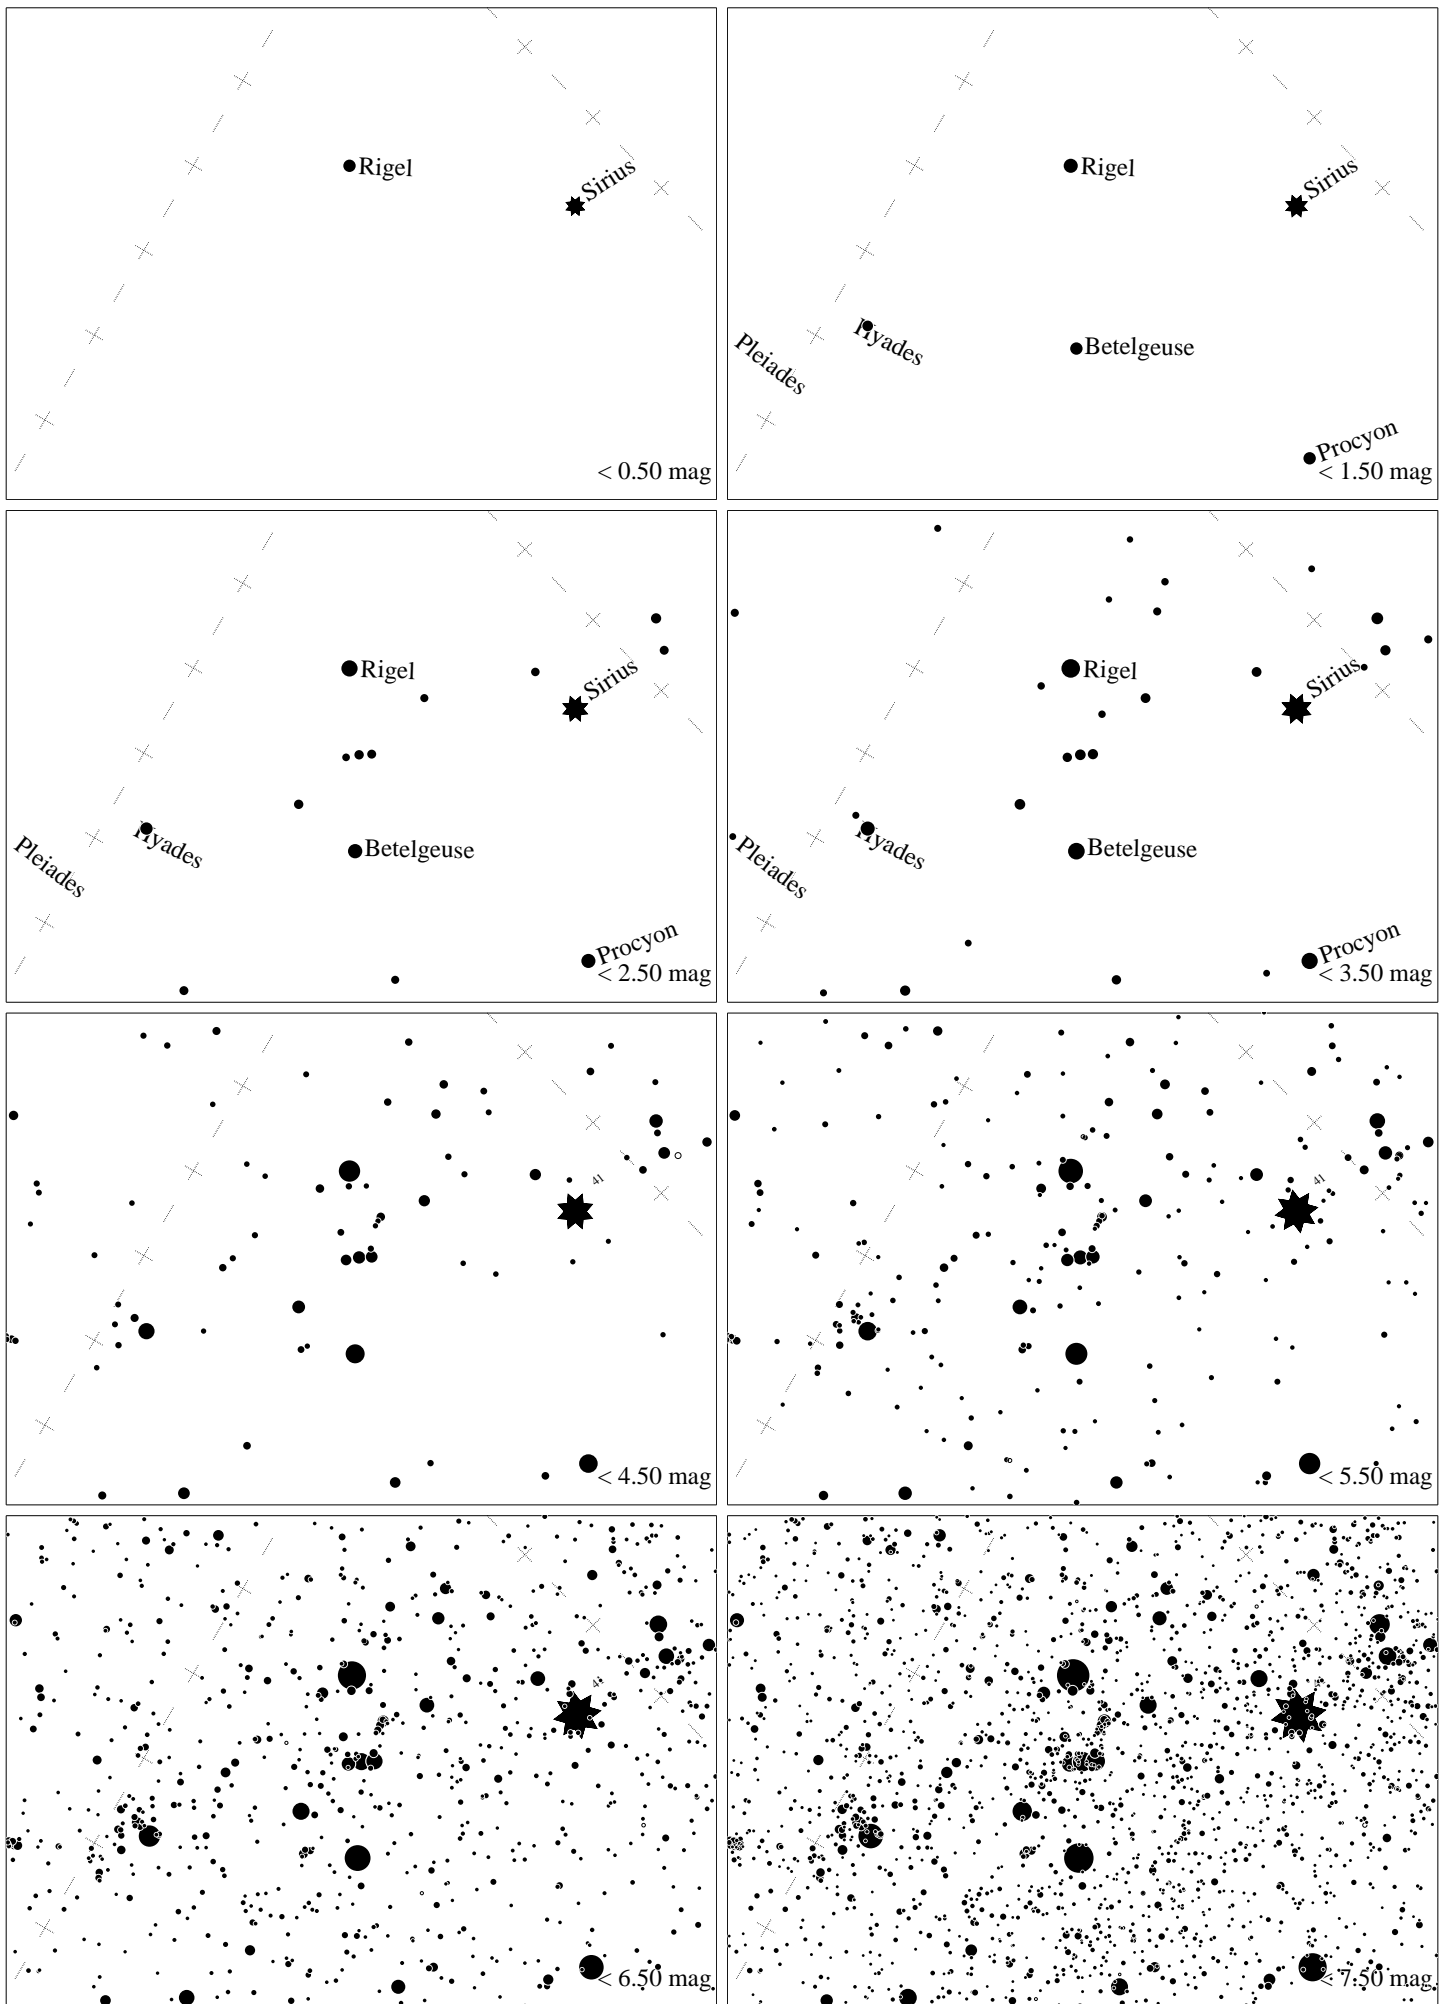 Rigel
Sirius
< 0.50 mag
Rigel
Sirius
Hyades
Pleiades
Betelgeuse
Procyon
< 1.50 mag
Rigel
Sirius
Hyades
Pleiades
Betelgeuse
Procyon
< 2.50 mag
Rigel
Sirius
Hyades
Pleiades
Betelgeuse
Procyon
< 3.50 mag
41
< 4.50 mag
41
< 5.50 mag
41
< 6.50 mag
< 7.50 mag